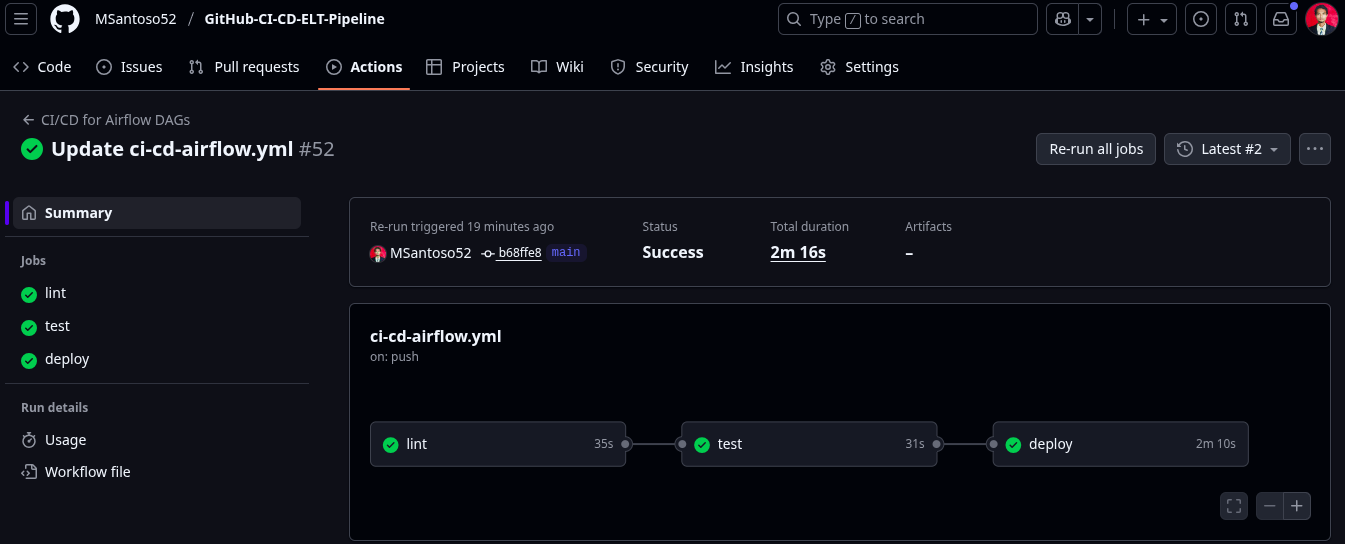 MSantoso52 / GitHub-CI-CD-ELT-Pipeline
Type / to search
Code
Issues
Pull requests
Actions
Projects
Wiki
Security
Insights
Settings
← CI/CD for Airflow DAGs
Update ci-cd-airflow.yml #52
Re-run all jobs
Latest #2
Summary
Jobs
lint
test
deploy
Run details
Usage
Workflow file
Re-run triggered 19 minutes ago
MSantoso52 b68ffe8 main
Status
Success
Total duration
2m 16s
Artifacts
–
ci-cd-airflow.yml
on: push
lint 35s
test 31s
deploy 2m 10s